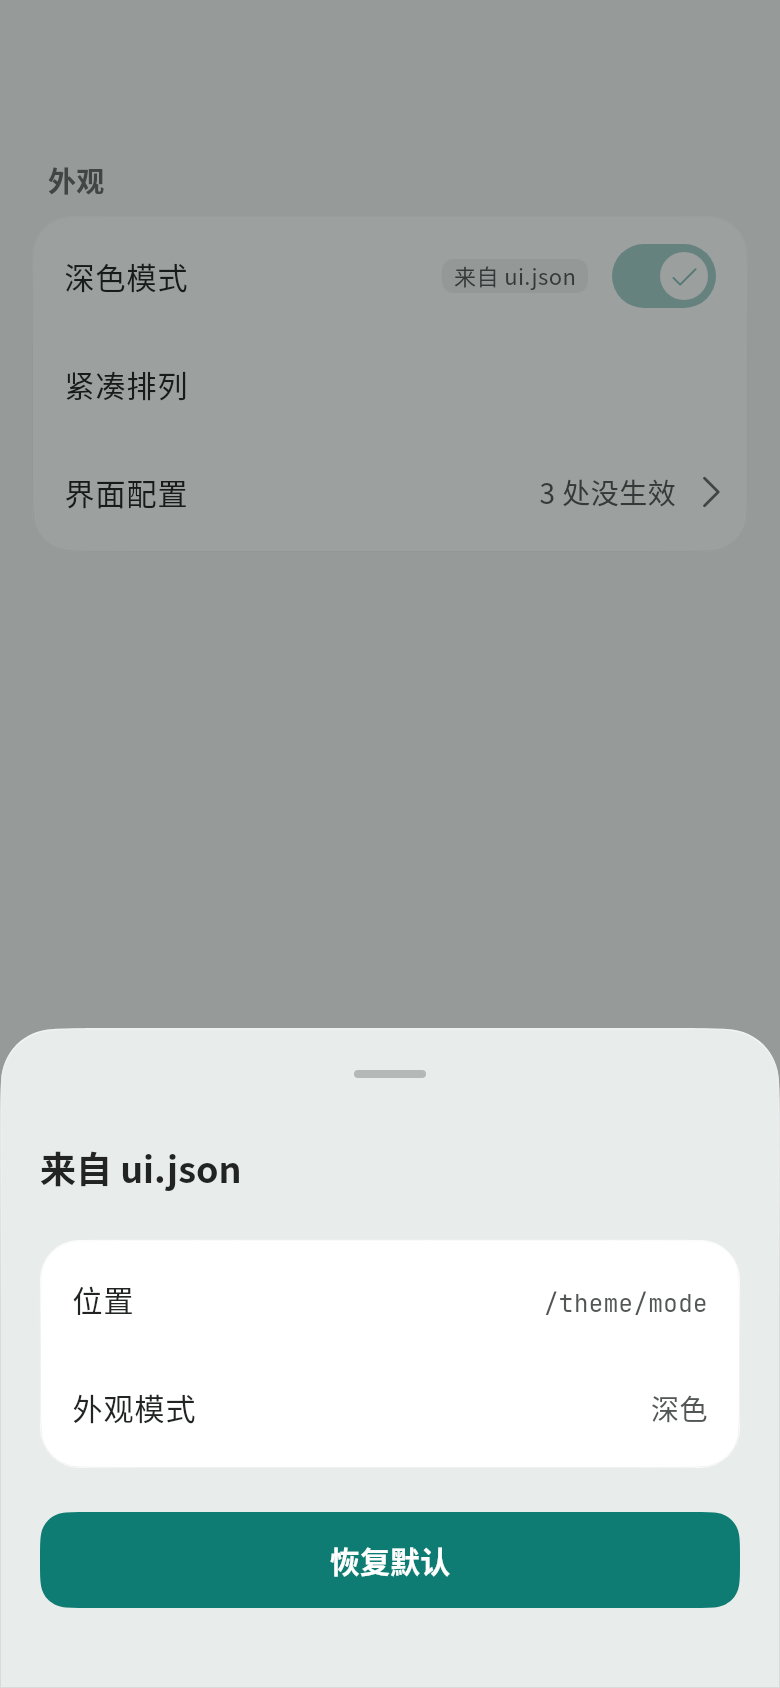 外观
深色模式 来自 ui.json
紧凑排列
界面配置 3 处没生效
来自 ui.json
位置 /theme/mode
外观模式 深色
恢复默认